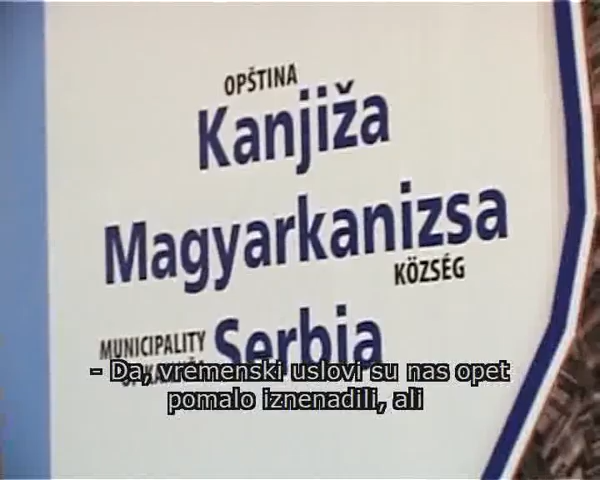 OPŠTINA
Kanjiža
Magyarkanizsa
KÖZSÉG
MUNICIPALITY
Serbia
- Da, vremenski uslovi su nas opet
pomalo iznenadili, ali